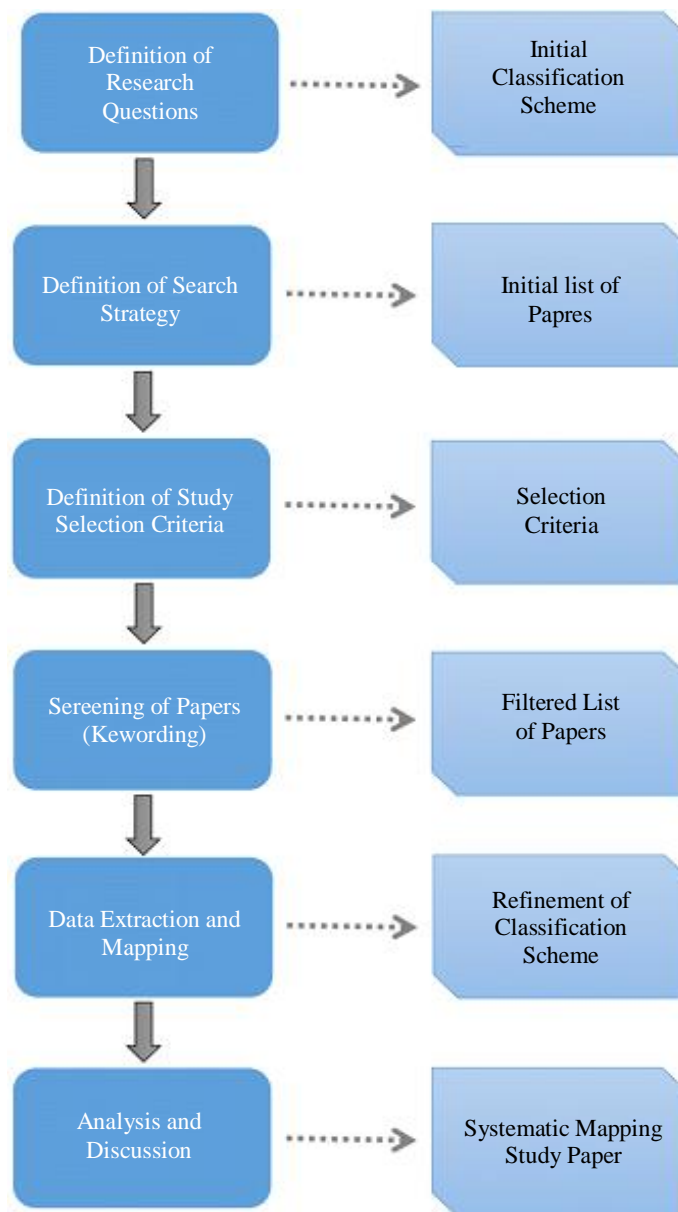 Definition of
Research
Questions
Initial
Classification
Scheme
Definition of Search
Strategy
Initial list of
Papres
Definition of Study
Selection Criteria
Selection
Criteria
Sereening of Papers
(Kewording)
Filtered List
of Papers
Data Extraction and
Mapping
Refinement of
Classification
Scheme
Analysis and
Discussion
Systematic Mapping
Study Paper